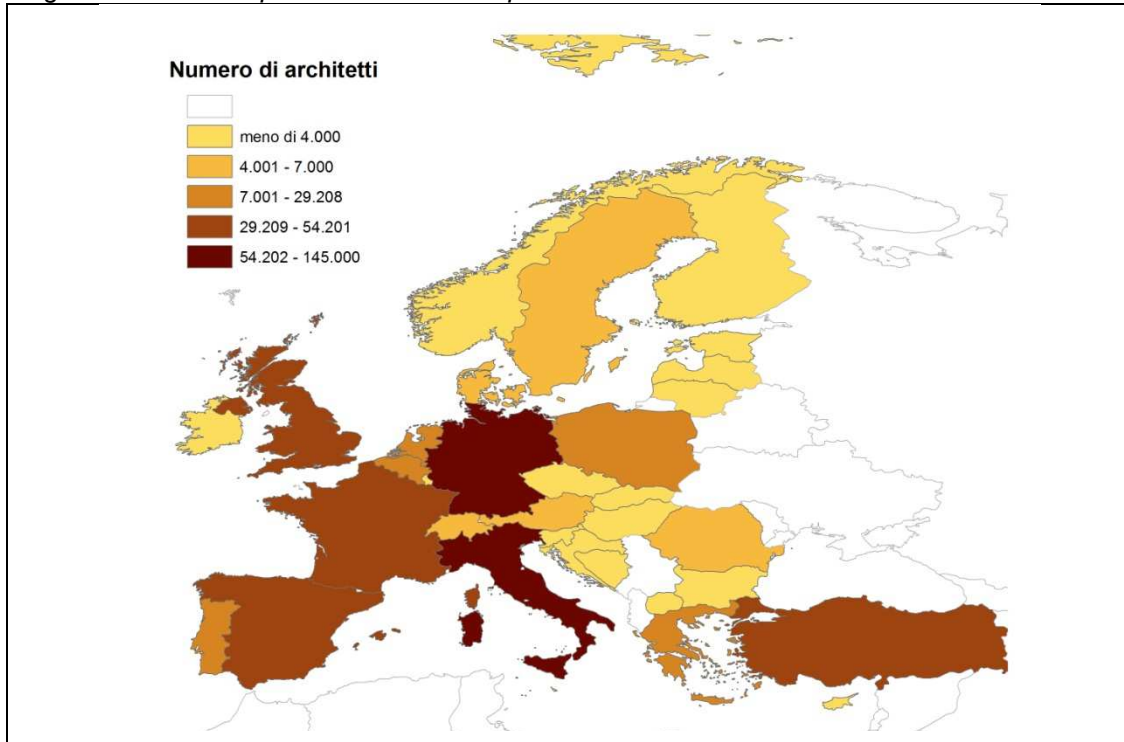 Numero di architetti
meno di 4.000
4.001 - 7.000
7.001 - 29.208
29.209 - 54.201
54.202 - 145.000